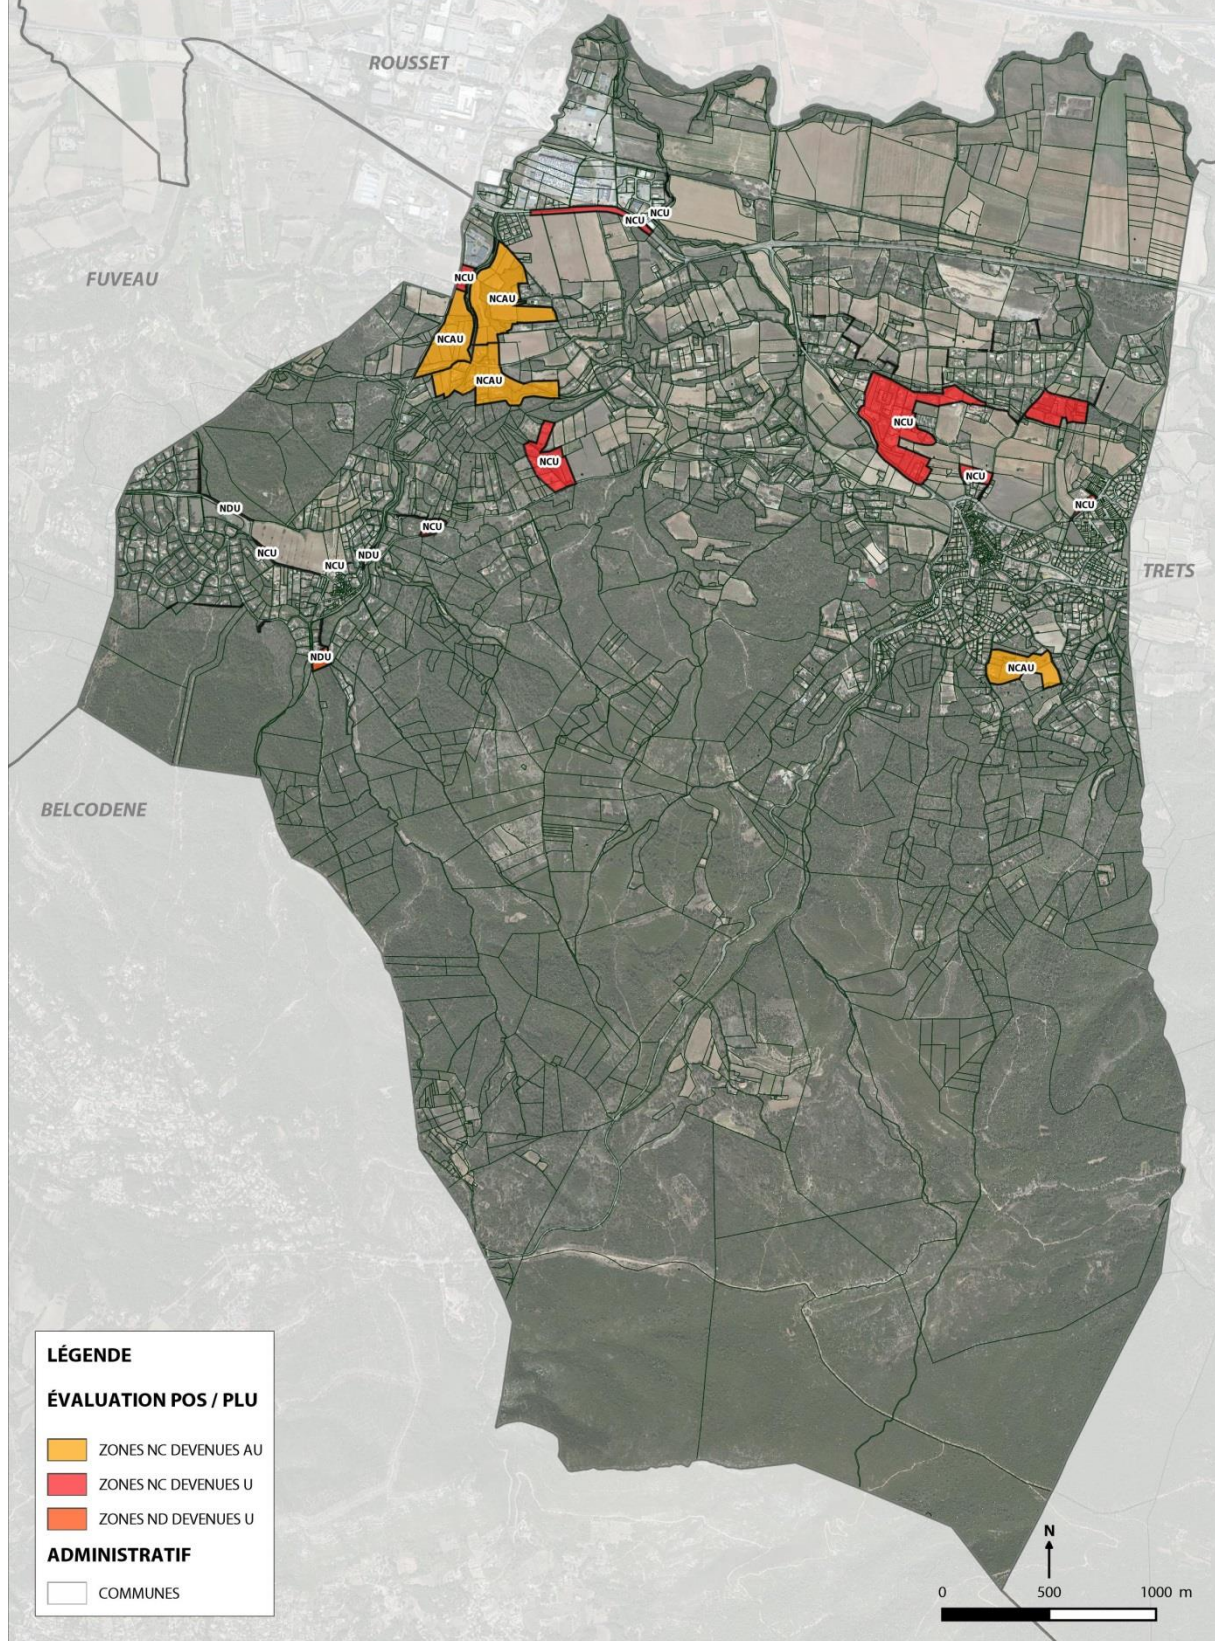 ROUSSET
NCU
NCU
FUVEAU
NCU
NCAU
NCAU
NCAU
NCU
NCU
NCU
NCU
NDU
NCU
NCU
NCU
NDU
TRETS
NDU
NCAU
BELCODENE
LÉGENDE
ÉVALUATION POS / PLU
ZONES NC DEVENUES AU
ZONES NC DEVENUES U
ZONES ND DEVENUES U
ADMINISTRATIF
COMMUNES
N
0 500 1000 m